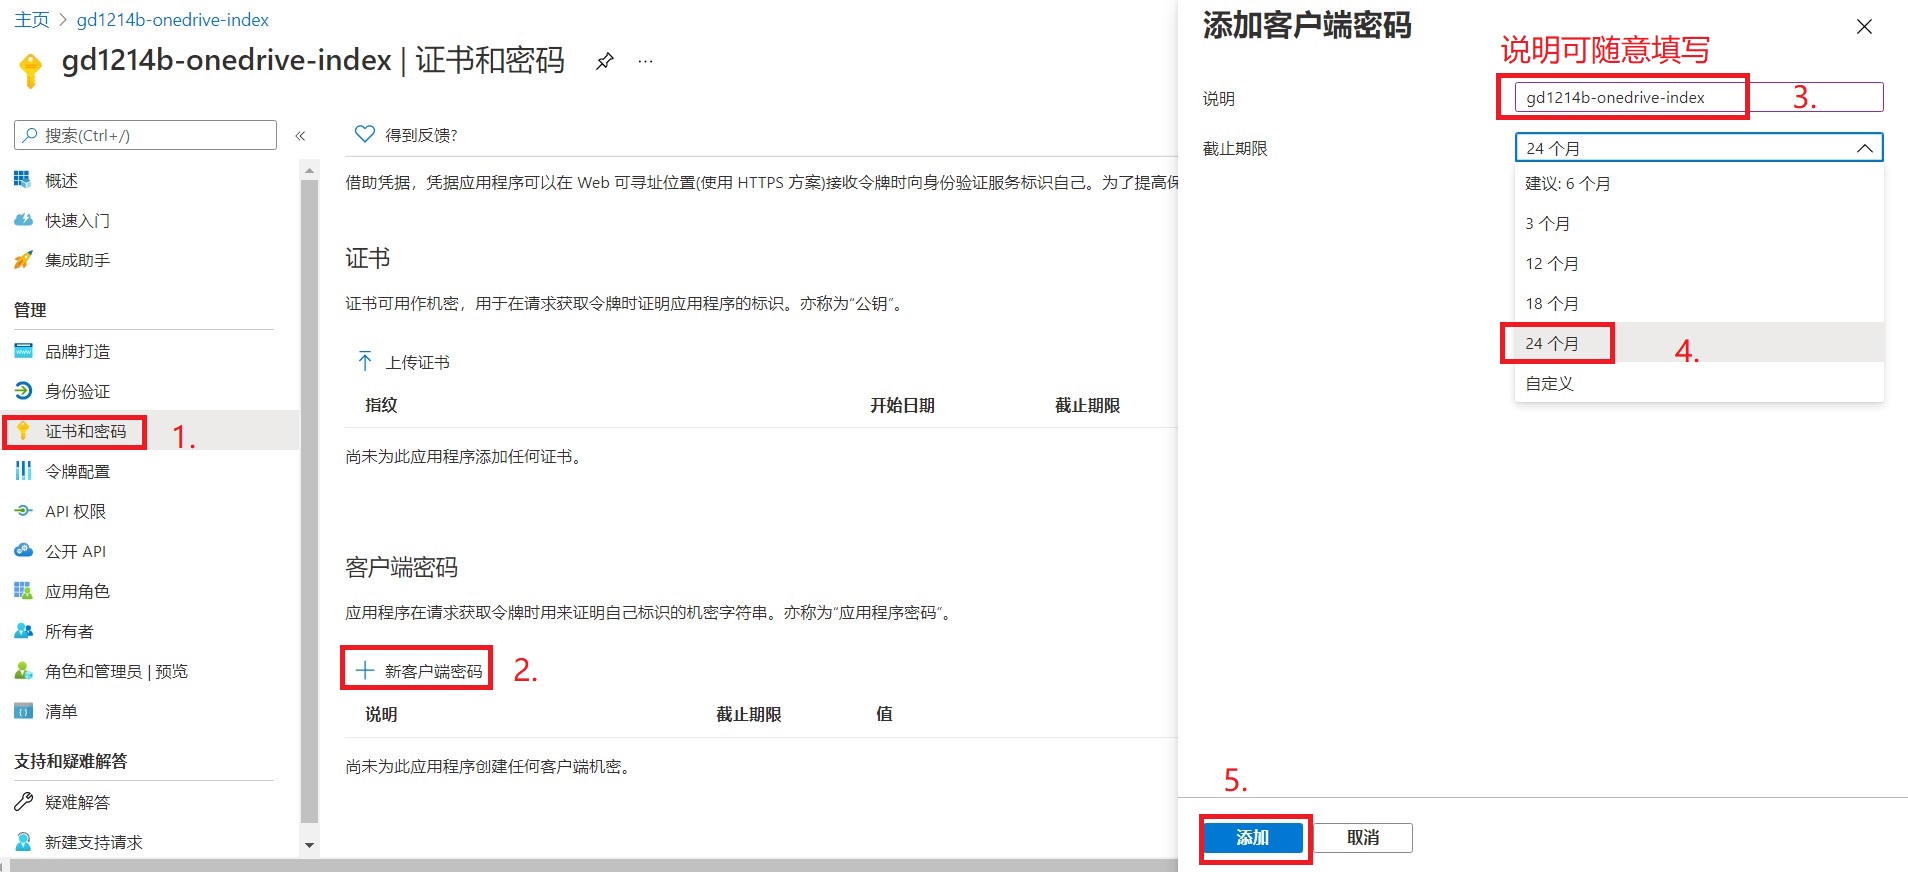 主页 > gd1214b-onedrive-index
gd1214b-onedrive-index | 证书和密码 ···
搜索(Ctrl+/) «
概述
快速入门
集成助手
管理
品牌打造
身份验证
证书和密码 1.
令牌配置
API 权限
公开 API
应用角色
所有者
角色和管理员 | 预览
清单
支持和疑难解答
疑难解答
新建支持请求
得到反馈?
借助凭据，凭据应用程序可以在 Web 可寻址位置(使用 HTTPS 方案)接收令牌时向身份验证服务标识自己。为了提高保
证书
证书可用作机密，用于在请求获取令牌时证明应用程序的标识。亦称为“公钥”。
上传证书
指纹 开始日期 截止期限
尚未为此应用程序添加任何证书。
客户端密码
应用程序在请求获取令牌时用来证明自己标识的机密字符串。亦称为“应用程序密码”。
新客户端密码 2.
说明 截止期限 值
尚未为此应用程序创建任何客户端机密。
添加客户端密码
说明可随意填写
说明 gd1214b-onedrive-index 3.
截止期限 24 个月
建议: 6 个月
3 个月
12 个月
18 个月
24 个月 4.
自定义
5.
添加 取消